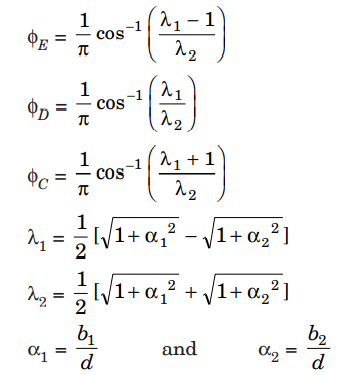 ϕ_E = 1/π cos⁻¹ ( (λ₁ − 1)/λ₂ )
ϕ_D = 1/π cos⁻¹ ( λ₁/λ₂ )
ϕ_C = 1/π cos⁻¹ ( (λ₁ + 1)/λ₂ )
λ₁ = 1/2 [√(1+α₁²) − √(1+α₂²)]
λ₂ = 1/2 [√(1+α₁²) + √(1+α₂²)]
α₁ = b₁/d and α₂ = b₂/d